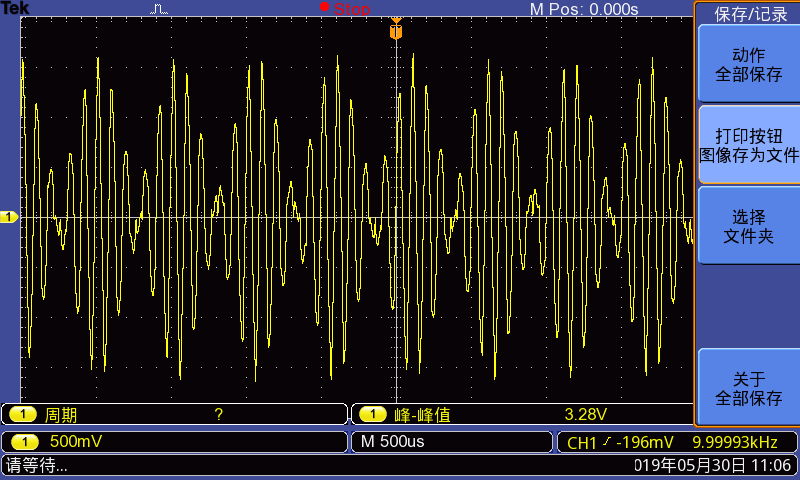 Tek
Stop
M Pos: 0.000s
保存/记录
动作
全部保存
打印按钮
图像存为文件
选择
文件夹
关于
全部保存
T
1
1 周期 ?
1 峰-峰值 3.28V
1 500mV
M 500us
CH1 -196mV 9.99993kHz
请等待...
019年05月30日 11:06